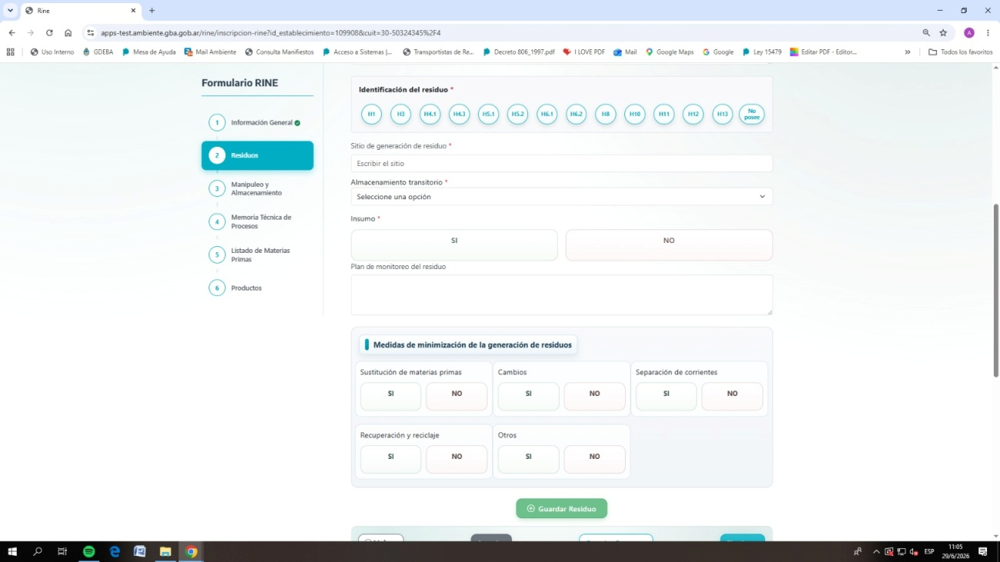 Rine
apps-test.ambiente.gba.gob.ar/rine/inscripcion-rine?id_establecimiento=109908&cuit=30-50324345%2F4
A
Uso Interno
GDEBA
Mesa de Ayuda
Mail Ambiente
Consulta Manifiestos
Acceso a Sistemas |...
Transportistas de Re...
Decreto 806_1997.pdf
I LOVE PDF
Mail
Google Maps
Google
Ley 15479
Editar PDF - Editor...
»
Todos los favoritos
Formulario RINE
1 Información General
2 Residuos
3 Manipuleo y
Almacenamiento
4 Memoria Técnica de
Procesos
5 Listado de Materias
Primas
6 Productos
Identificación del residuo *
H1 H3 H4.1 H4.3 H5.1 H5.2 H6.1 H6.2 H8 H10 H11 H12 H13 No
posee
Sitio de generación de residuo *
Escribir el sitio
Almacenamiento transitorio *
Seleccione una opción
Insumo *
SI NO
Plan de monitoreo del residuo
Medidas de minimización de la generación de residuos
Sustitución de materias primas Cambios Separación de corrientes
SI NO SI NO SI NO
Recuperación y reciclaje Otros
SI NO SI NO
Guardar Residuo
ESP
11:05
29/6/2026